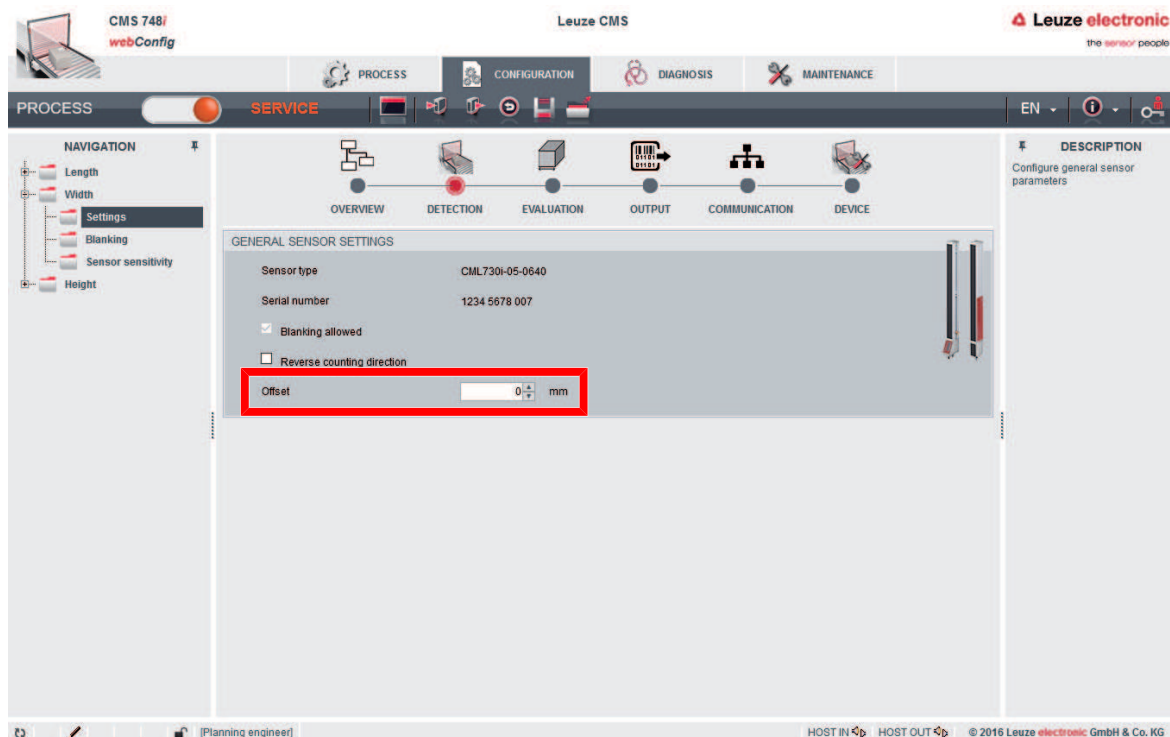 CMS 748i
webConfig
Leuze CMS
Leuze electronic
the sensor people
PROCESS
CONFIGURATION
DIAGNOSIS
MAINTENANCE
PROCESS
SERVICE
EN
NAVIGATION
Length
Width
Settings
Blanking
Sensor sensitivity
Height
OVERVIEW
DETECTION
EVALUATION
OUTPUT
COMMUNICATION
DEVICE
GENERAL SENSOR SETTINGS
Sensor type CML730i-05-0640
Serial number 1234 5678 007
Blanking allowed
Reverse counting direction
Offset 0 mm
DESCRIPTION
Configure general sensor
parameters
[Planning engineer]
HOST IN
HOST OUT
© 2016 Leuze electronic GmbH & Co. KG